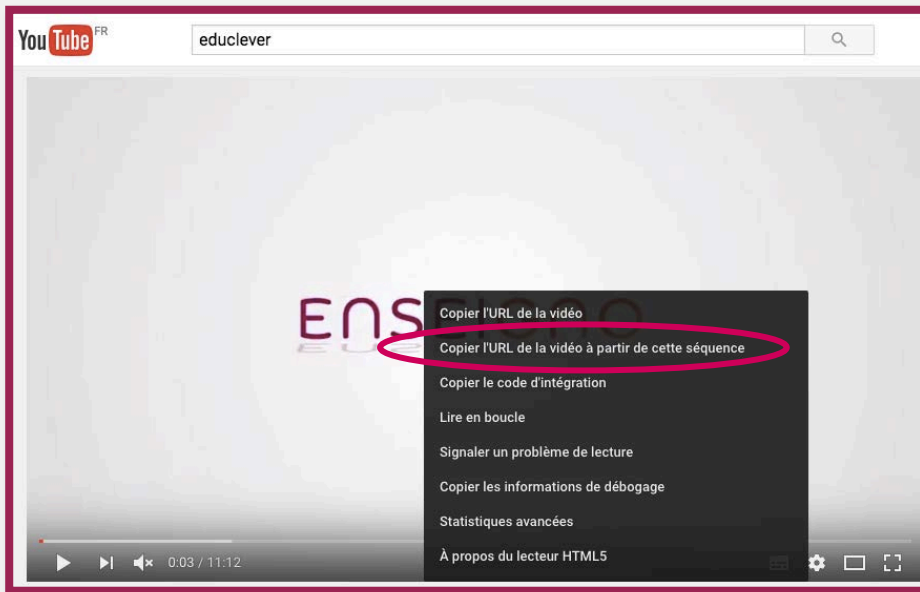 YouTube FR
educlever
ENSEIGNO
Copier l'URL de la vidéo
Copier l'URL de la vidéo à partir de cette séquence
Copier le code d'intégration
Lire en boucle
Signaler un problème de lecture
Copier les informations de débogage
Statistiques avancées
À propos du lecteur HTML5
0:03 / 11:12